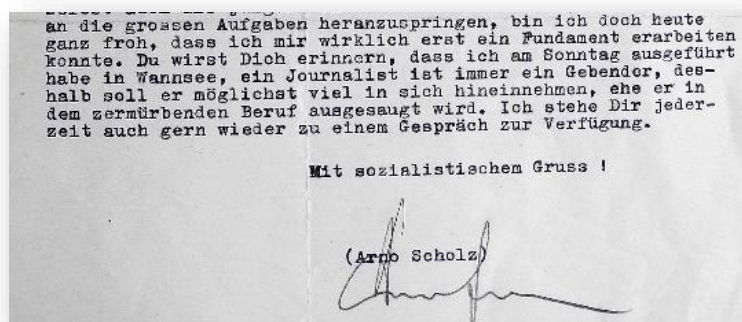 an die grossen Aufgaben heranzuspringen, bin ich doch heute
ganz froh, dass ich mir wirklich erst ein Fundament erarbeiten
konnte. Du wirst Dich erinnern, dass ich am Sonntag ausgeführt
habe in Wannsee, ein Journalist ist immer ein Gebender, des-
halb soll er möglichst viel in sich hineinnehmen, ehe er in
dem zermürbenden Beruf ausgesaugt wird. Ich stehe Dir jeder-
zeit auch gern wieder zu einem Gespräch zur Verfügung.
Mit sozialistischem Gruss !
(Arno Scholz)